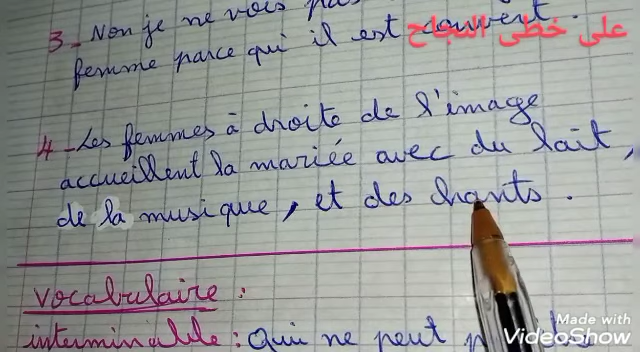 3- Non je ne vois
femme parce qui il est couvert.
على خطى النجاح
4- Les femmes à droite de l'image
accueillent la mariée avec du lait,
de la musique, et des chants.
Vocabulaire :
interminable : qui ne peut
Made with
VideoShow